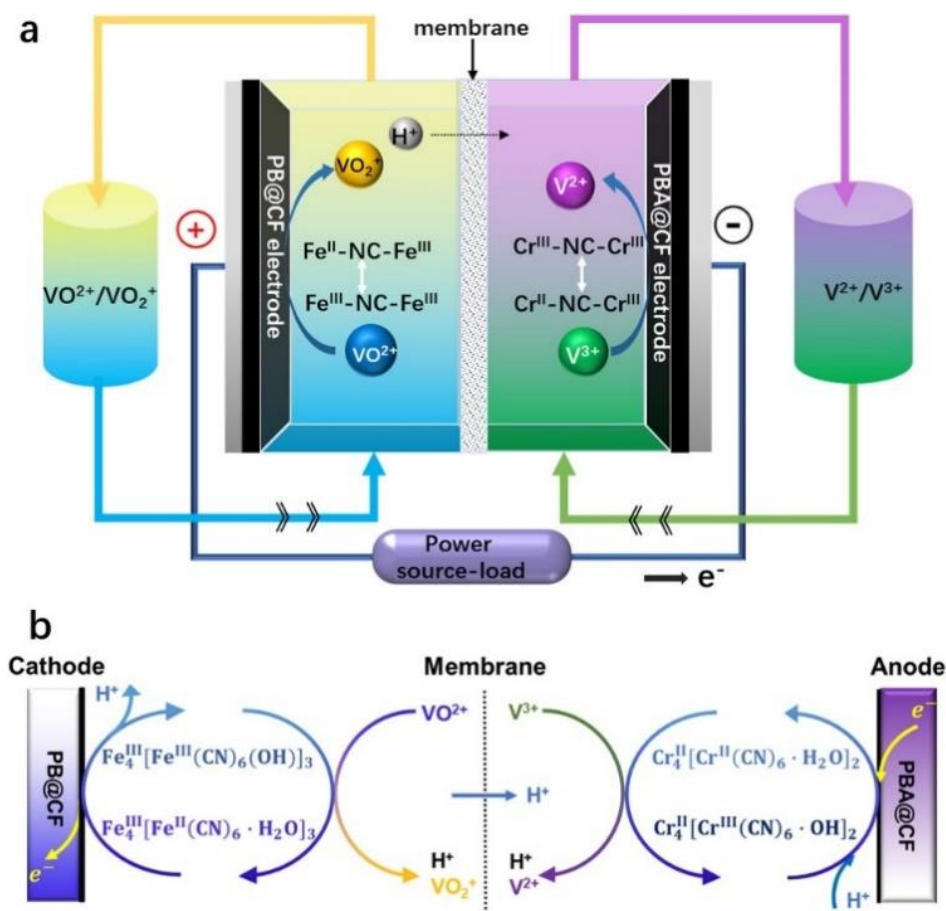 a
membrane
H⁺
VO₂⁺
V²⁺
PB@CF electrode
PBA@CF electrode
+
-
Feᴵᴵ-NC-Feᴵᴵᴵ
Crᴵᴵᴵ-NC-Crᴵᴵᴵ
VO²⁺/VO₂⁺
V²⁺/V³⁺
Feᴵᴵᴵ-NC-Feᴵᴵᴵ
Crᴵᴵ-NC-Crᴵᴵᴵ
VO²⁺
V³⁺
Power
source-load
e⁻
b
Cathode
Membrane
Anode
H⁺
VO²⁺
V³⁺
e⁻
PB@CF
PBA@CF
Fe₄ᴵᴵᴵ[Feᴵᴵᴵ(CN)₆(OH)]₃
Cr₄ᴵᴵ[Crᴵᴵ(CN)₆·H₂O]₂
H⁺
Fe₄ᴵᴵᴵ[Feᴵᴵ(CN)₆·H₂O]₃
Cr₄ᴵᴵ[Crᴵᴵᴵ(CN)₆·OH]₂
e⁻
H⁺
VO₂⁺
H⁺
V²⁺
H⁺